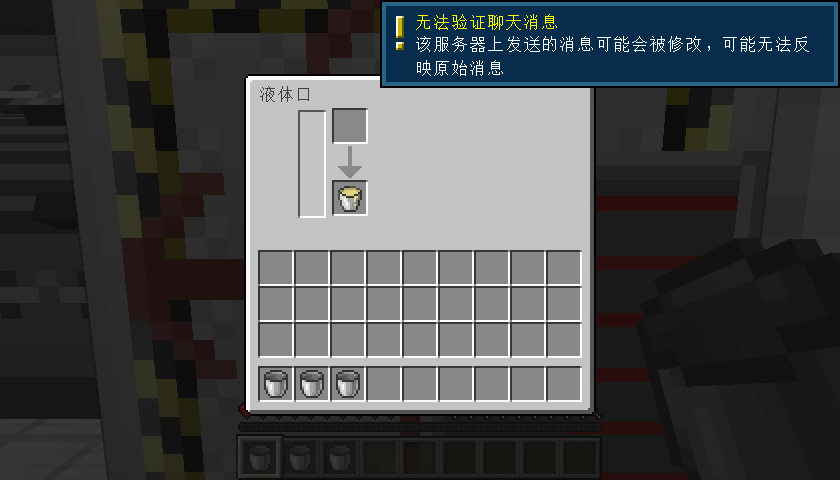 无法验证聊天消息
该服务器上发送的消息可能会被修改，可能无法反
映原始消息
液体口